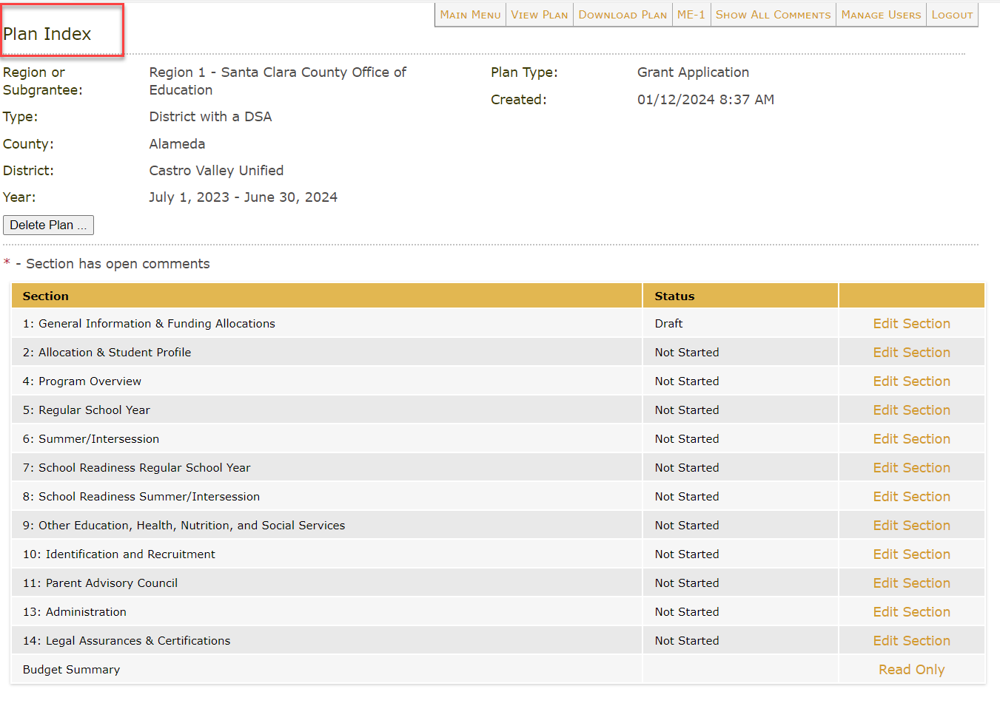 Main Menu View Plan Download Plan ME-1 Show All Comments Manage Users Logout
Plan Index
Region or Subgrantee: Region 1 - Santa Clara County Office of Education
Type: District with a DSA
County: Alameda
District: Castro Valley Unified
Year: July 1, 2023 - June 30, 2024
Plan Type: Grant Application
Created: 01/12/2024 8:37 AM
Delete Plan ...
* - Section has open comments
Section Status
1: General Information & Funding Allocations Draft Edit Section
2: Allocation & Student Profile Not Started Edit Section
4: Program Overview Not Started Edit Section
5: Regular School Year Not Started Edit Section
6: Summer/Intersession Not Started Edit Section
7: School Readiness Regular School Year Not Started Edit Section
8: School Readiness Summer/Intersession Not Started Edit Section
9: Other Education, Health, Nutrition, and Social Services Not Started Edit Section
10: Identification and Recruitment Not Started Edit Section
11: Parent Advisory Council Not Started Edit Section
13: Administration Not Started Edit Section
14: Legal Assurances & Certifications Not Started Edit Section
Budget Summary Read Only